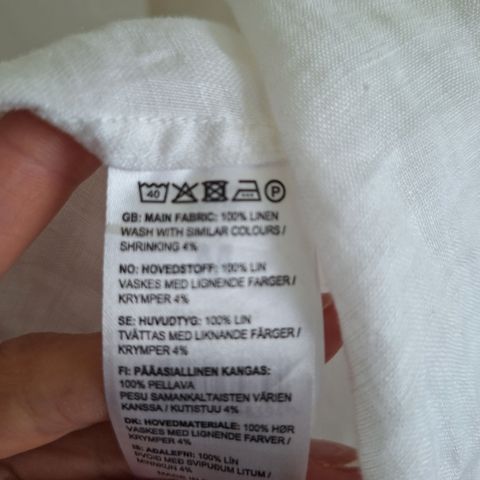 40 P
GB: MAIN FABRIC: 100% LINEN
WASH WITH SIMILAR COLOURS /
SHRINKING 4%
NO: HOVEDSTOFF: 100% LIN
VASKES MED LIGNENDE FARGER /
KRYMPER 4%
SE: HUVUDTYG: 100% LIN
TVÄTTAS MED LIKNANDE FÄRGER /
KRYMPER 4%
FI: PÄÄASIALLINEN KANGAS:
100% PELLAVA
PESU SAMANKALTAISTEN VÄRIEN
KANSSA / KUTISTUU 4%
DK: HOVEDMATERIALE: 100% HØR
VASKES MED LIGNENDE FARVER /
KRYMPER 4%
IS: AÐALEFNI: 100% LÍN
ÞVOIÐ MEÐ SVIPUÐUM LITUM /
4%
MADE IN